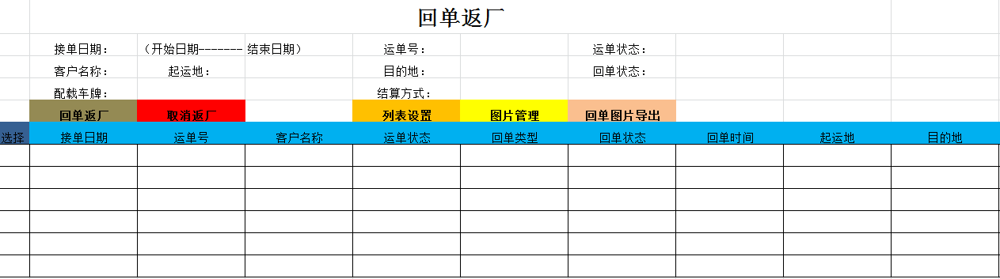 回单返厂
接单日期： （开始日期------- 结束日期） 运单号： 运单状态：
客户名称： 起运地： 目的地： 回单状态：
配载车牌： 结算方式：
回单返厂 取消返厂 列表设置 图片管理 回单图片导出
选择 接单日期 运单号 客户名称 运单状态 回单类型 回单状态 回单时间 起运地 目的地